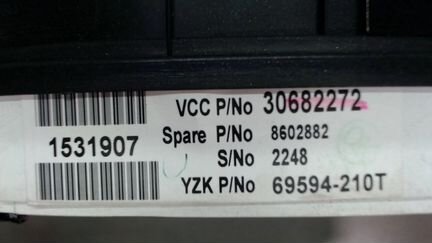 VCC P/No 30682272
1531907
Spare P/No 8602882
S/No 2248
YZK P/No 69594-210T